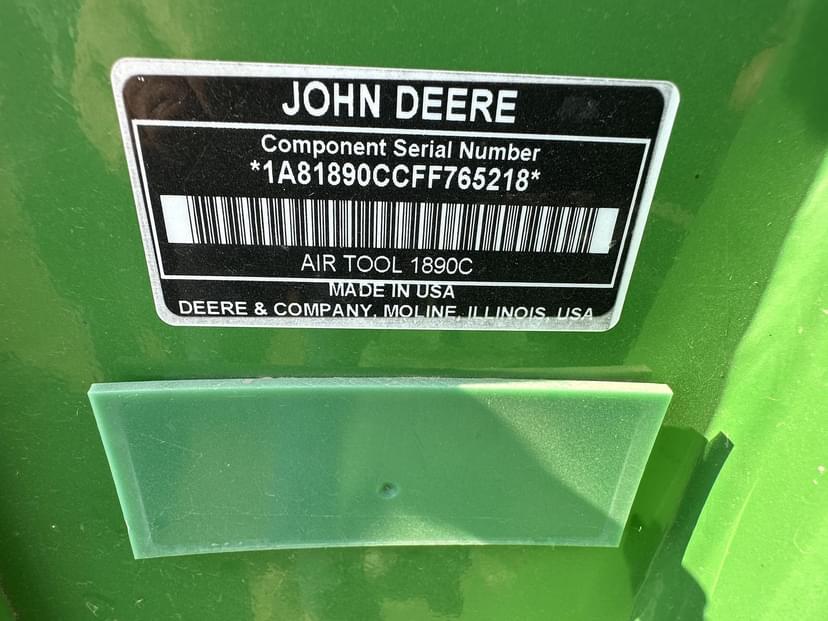 JOHN DEERE
Component Serial Number
*1A81890CCFF765218*
AIR TOOL 1890C
MADE IN USA
DEERE & COMPANY, MOLINE, ILLINOIS, USA